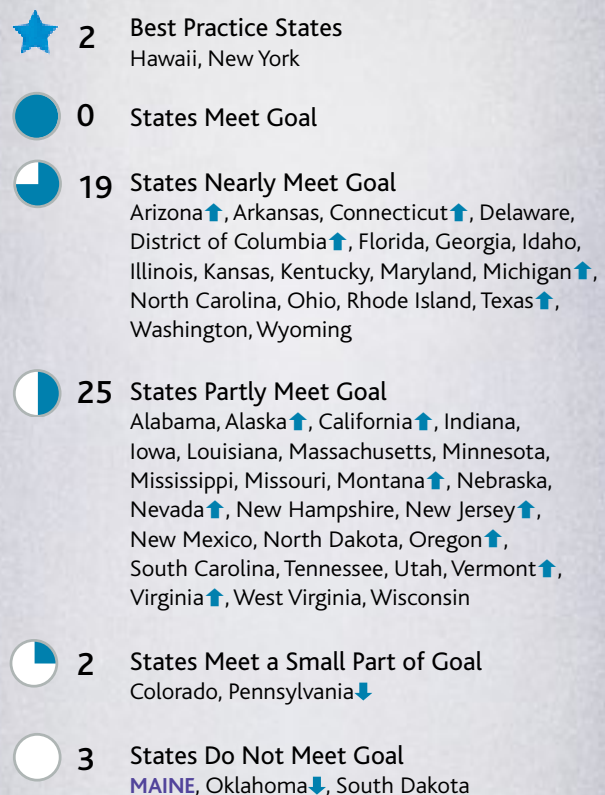 2 Best Practice States
Hawaii, New York
0 States Meet Goal
19 States Nearly Meet Goal
Arizona⬆, Arkansas, Connecticut⬆, Delaware,
District of Columbia⬆, Florida, Georgia, Idaho,
Illinois, Kansas, Kentucky, Maryland, Michigan⬆,
North Carolina, Ohio, Rhode Island, Texas⬆,
Washington, Wyoming
25 States Partly Meet Goal
Alabama, Alaska⬆, California⬆, Indiana,
Iowa, Louisiana, Massachusetts, Minnesota,
Mississippi, Missouri, Montana⬆, Nebraska,
Nevada⬆, New Hampshire, New Jersey⬆,
New Mexico, North Dakota, Oregon⬆,
South Carolina, Tennessee, Utah, Vermont⬆,
Virginia⬆, West Virginia, Wisconsin
2 States Meet a Small Part of Goal
Colorado, Pennsylvania⬇
3 States Do Not Meet Goal
MAINE, Oklahoma⬇, South Dakota